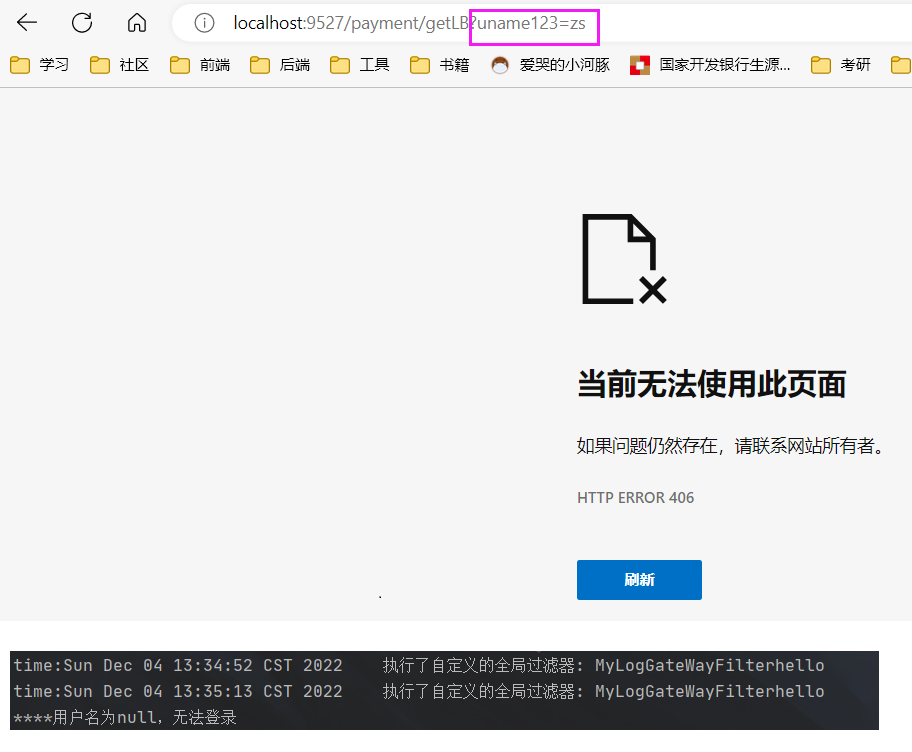 localhost:9527/payment/getLB?uname123=zs
学习 社区 前端 后端 工具 书籍 爱哭的小河豚 国家开发银行生源... 考研
当前无法使用此页面
如果问题仍然存在，请联系网站所有者。
HTTP ERROR 406
刷新
time:Sun Dec 04 13:34:52 CST 2022 执行了自定义的全局过滤器: MyLogGateWayFilterhello
time:Sun Dec 04 13:35:13 CST 2022 执行了自定义的全局过滤器: MyLogGateWayFilterhello
****用户名为null，无法登录